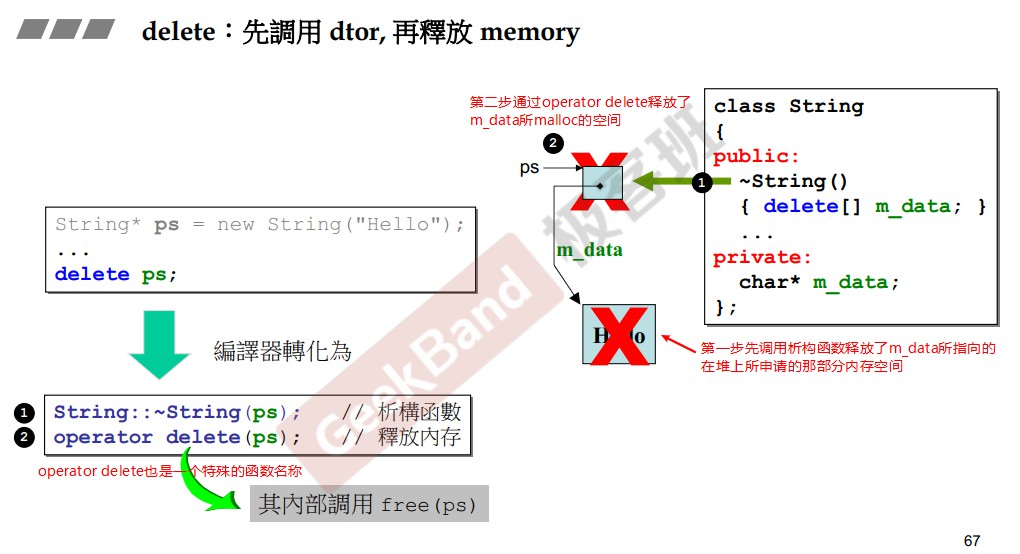 delete：先調用 dtor, 再釋放 memory
第二步通过operator delete释放了
m_data所malloc的空间
2
ps
1
m_data
Hello
class String
{
public:
~String()
{ delete[] m_data; }
...
private:
char* m_data;
};
第一步先调用析构函数释放了m_data所指向的
在堆上所申请的那部分内存空间
String* ps = new String("Hello");
...
delete ps;
編譯器轉化為
1 String::~String(ps); // 析構函數
2 operator delete(ps); // 釋放內存
operator delete也是一个特殊的函数名称
其內部調用 free(ps)
GeekBand 极客班
67